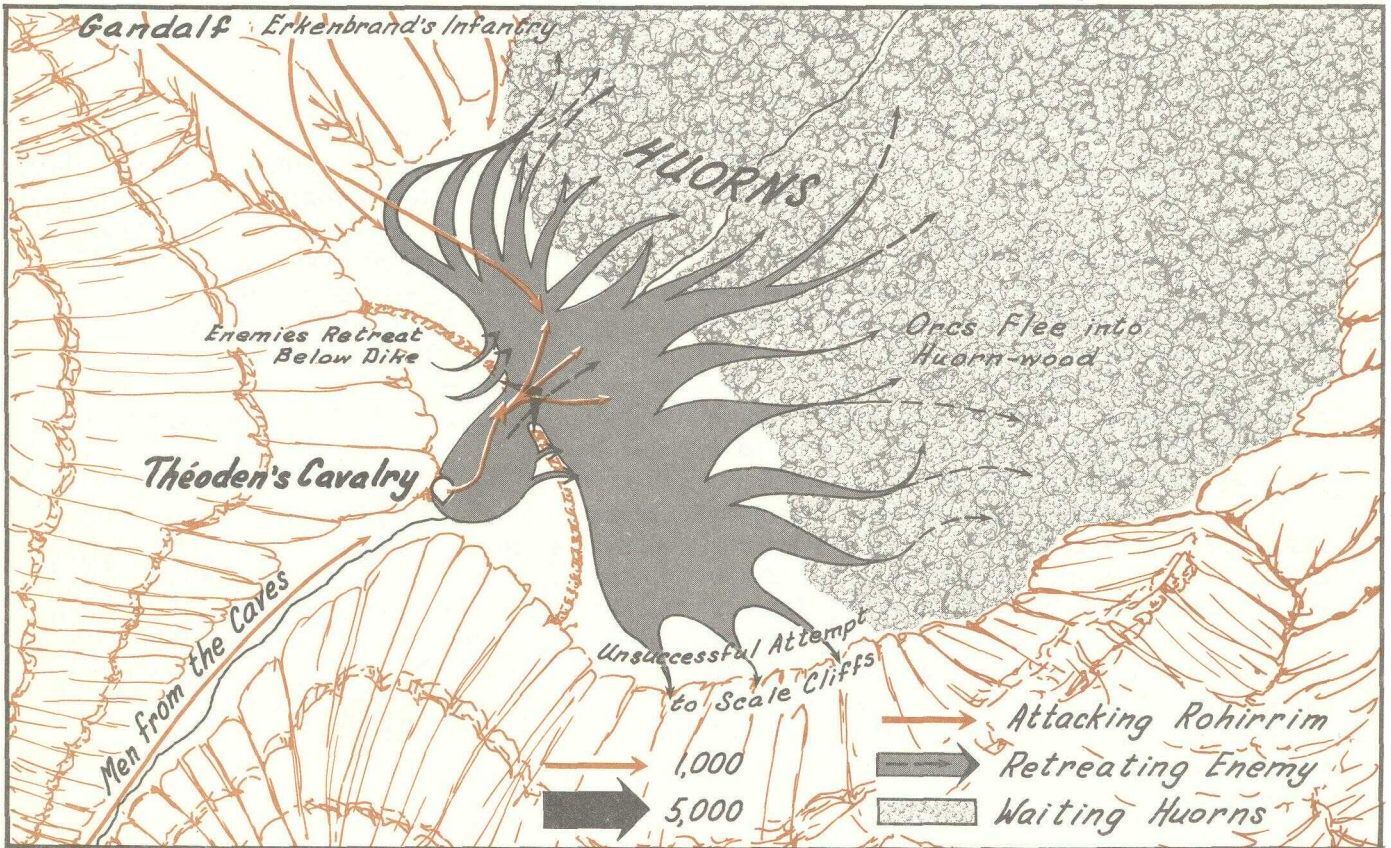 Gandalf
Erkenbrand's Infantry
HUORNS
Enemies Retreat
Below Dike
Orcs Flee into
Huorn-wood
Théoden's Cavalry
Men from the Caves
Unsuccessful Attempt
to Scale Cliffs
1,000
5,000
Attacking Rohirrim
Retreating Enemy
Waiting Huorns